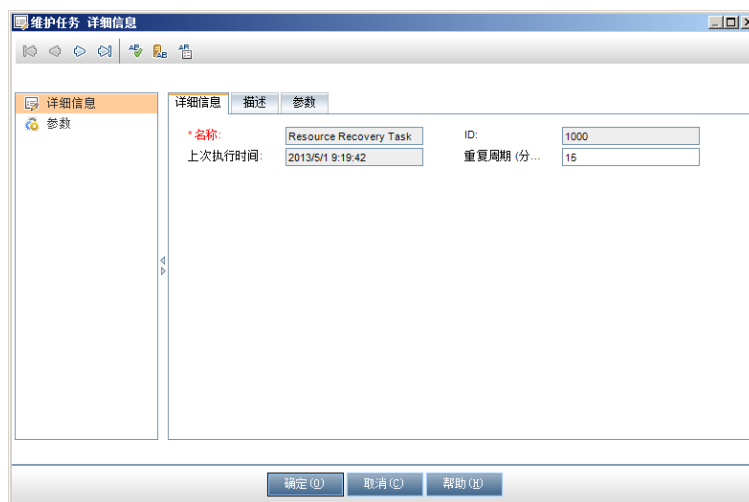 维护任务 详细信息
详细信息
参数
详细信息 描述 参数
*名称: Resource Recovery Task ID: 1000
上次执行时间: 2013/5/1 9:19:42 重复周期 (分... 15
确定(O) 取消(C) 帮助(H)